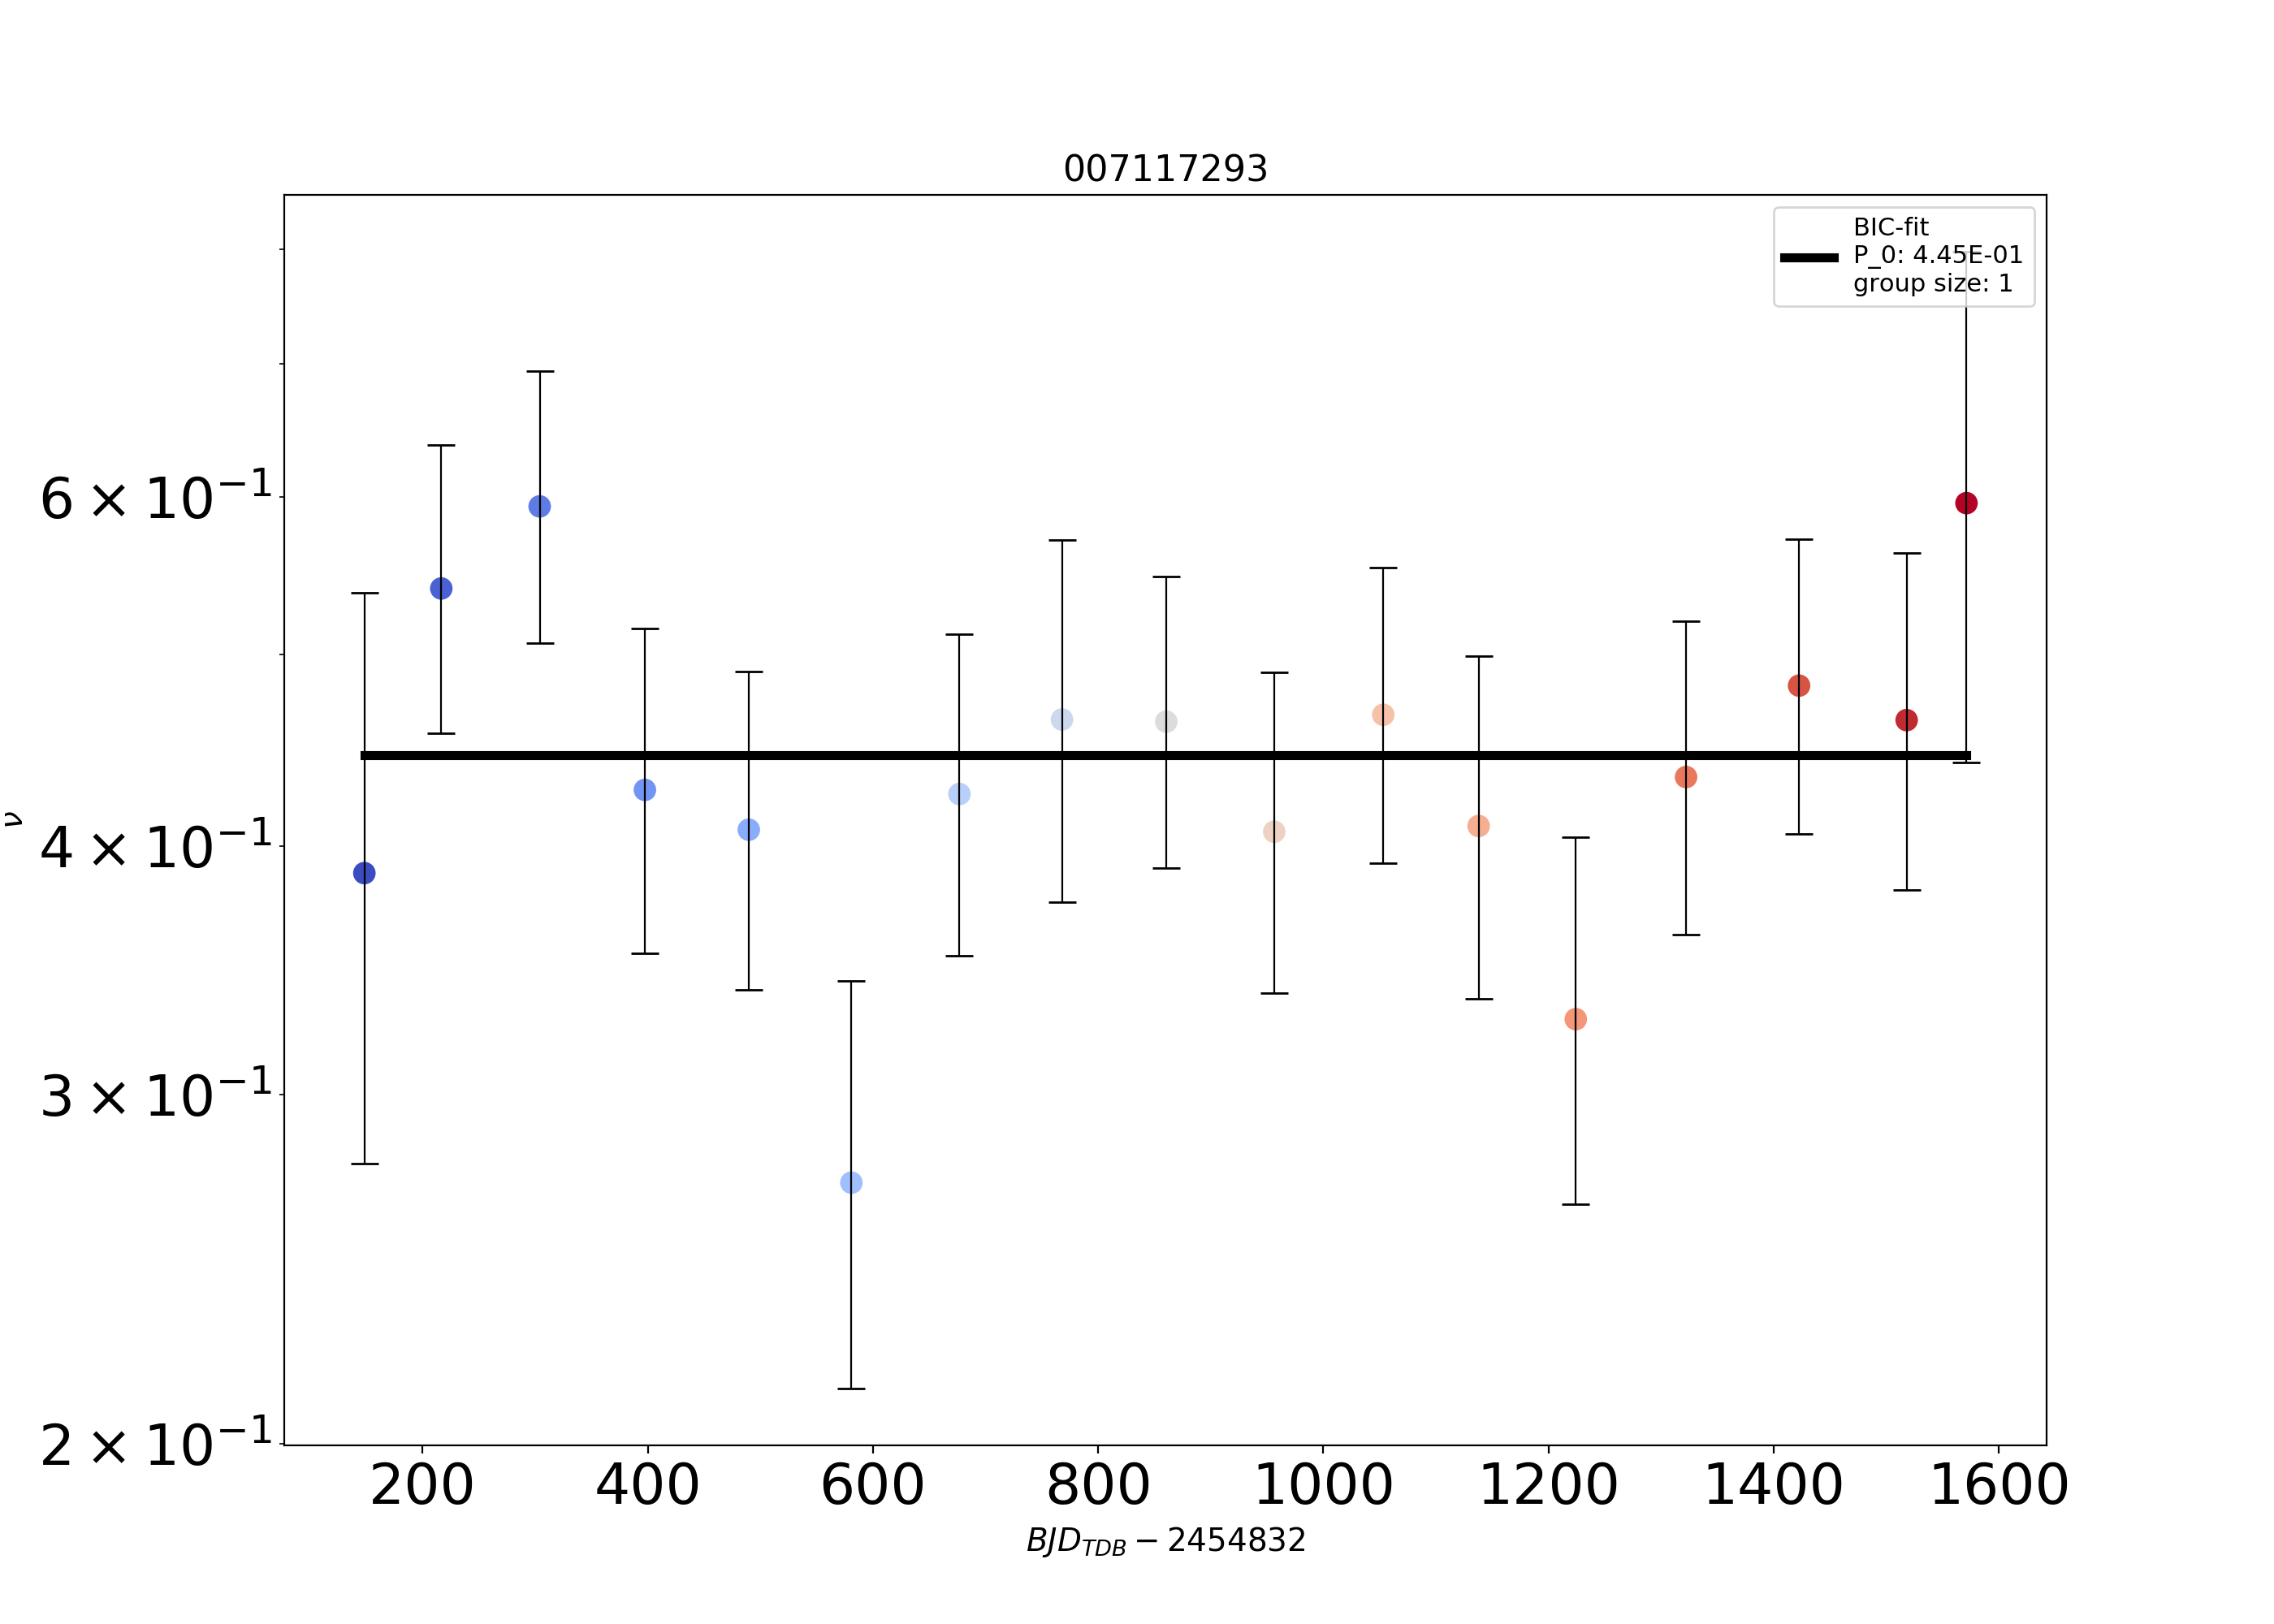 007117293
BIC-fit
P_0: 4.45E-01
group size: 1
6 × 10⁻¹
4 × 10⁻¹
3 × 10⁻¹
2 × 10⁻¹
ν
200 400 600 800 1000 1200 1400 1600
BJD_TDB − 2454832